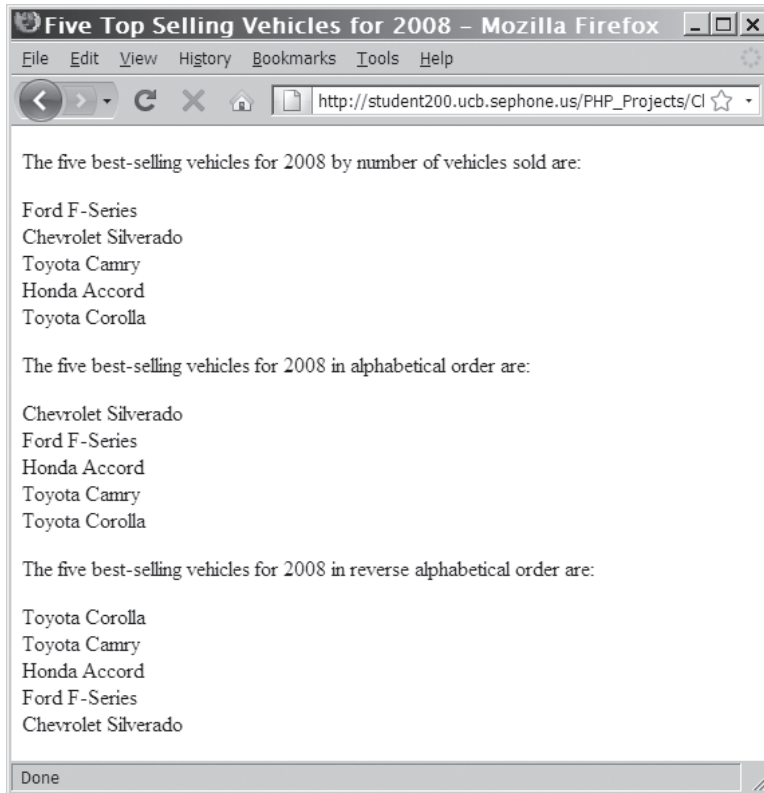 Five Top Selling Vehicles for 2008 – Mozilla Firefox
File Edit View History Bookmarks Tools Help
http://student200.ucb.sephone.us/PHP_Projects/Cl
The five best-selling vehicles for 2008 by number of vehicles sold are:
Ford F-Series
Chevrolet Silverado
Toyota Camry
Honda Accord
Toyota Corolla
The five best-selling vehicles for 2008 in alphabetical order are:
Chevrolet Silverado
Ford F-Series
Honda Accord
Toyota Camry
Toyota Corolla
The five best-selling vehicles for 2008 in reverse alphabetical order are:
Toyota Corolla
Toyota Camry
Honda Accord
Ford F-Series
Chevrolet Silverado
Done